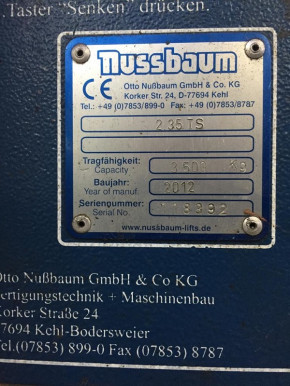 Taster "Senken" drücken.
nussbaum
CE Otto Nußbaum GmbH & Co. KG
Korker Str. 24, D-77694 Kehl
Tel.: +49 (0)7853/899-0 Fax: +49 (0)7853/8787
2.35 TS
Tragfähigkeit:
Capacity 3.500 KG
Baujahr:
Year of manuf. 2012
Seriennummer:
Serial No.
www.nussbaum-lifts.de
Otto Nußbaum GmbH & Co KG
Fertigungstechnik + Maschinenbau
Korker Straße 24
77694 Kehl-Bodersweier
Tel.(07853) 899-0 Fax (07853) 8787